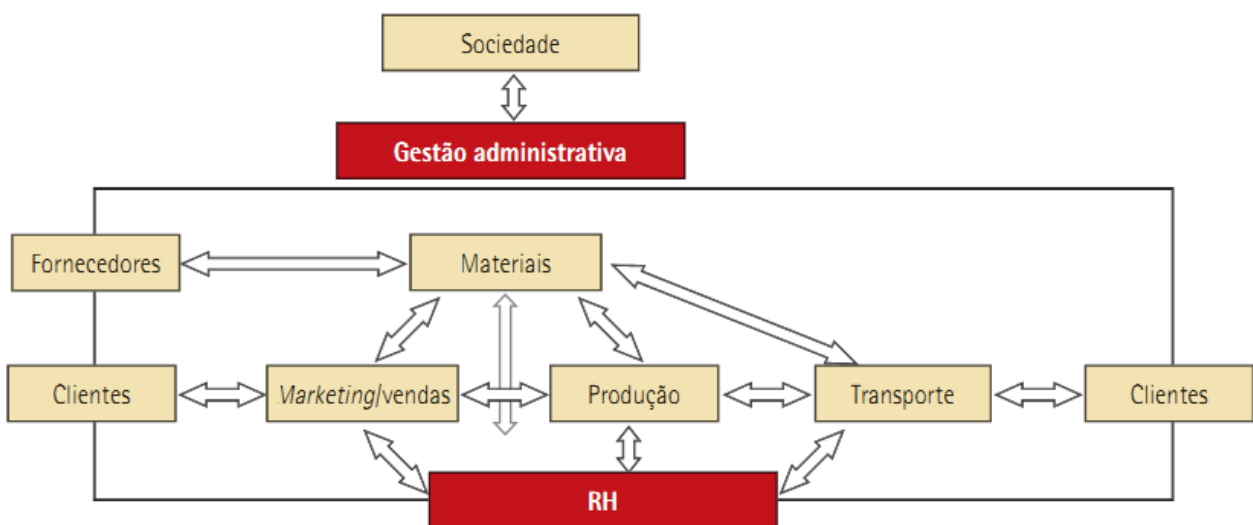 Sociedade
Gestão administrativa
Fornecedores
Materiais
Clientes
Marketing/vendas
Produção
Transporte
Clientes
RH